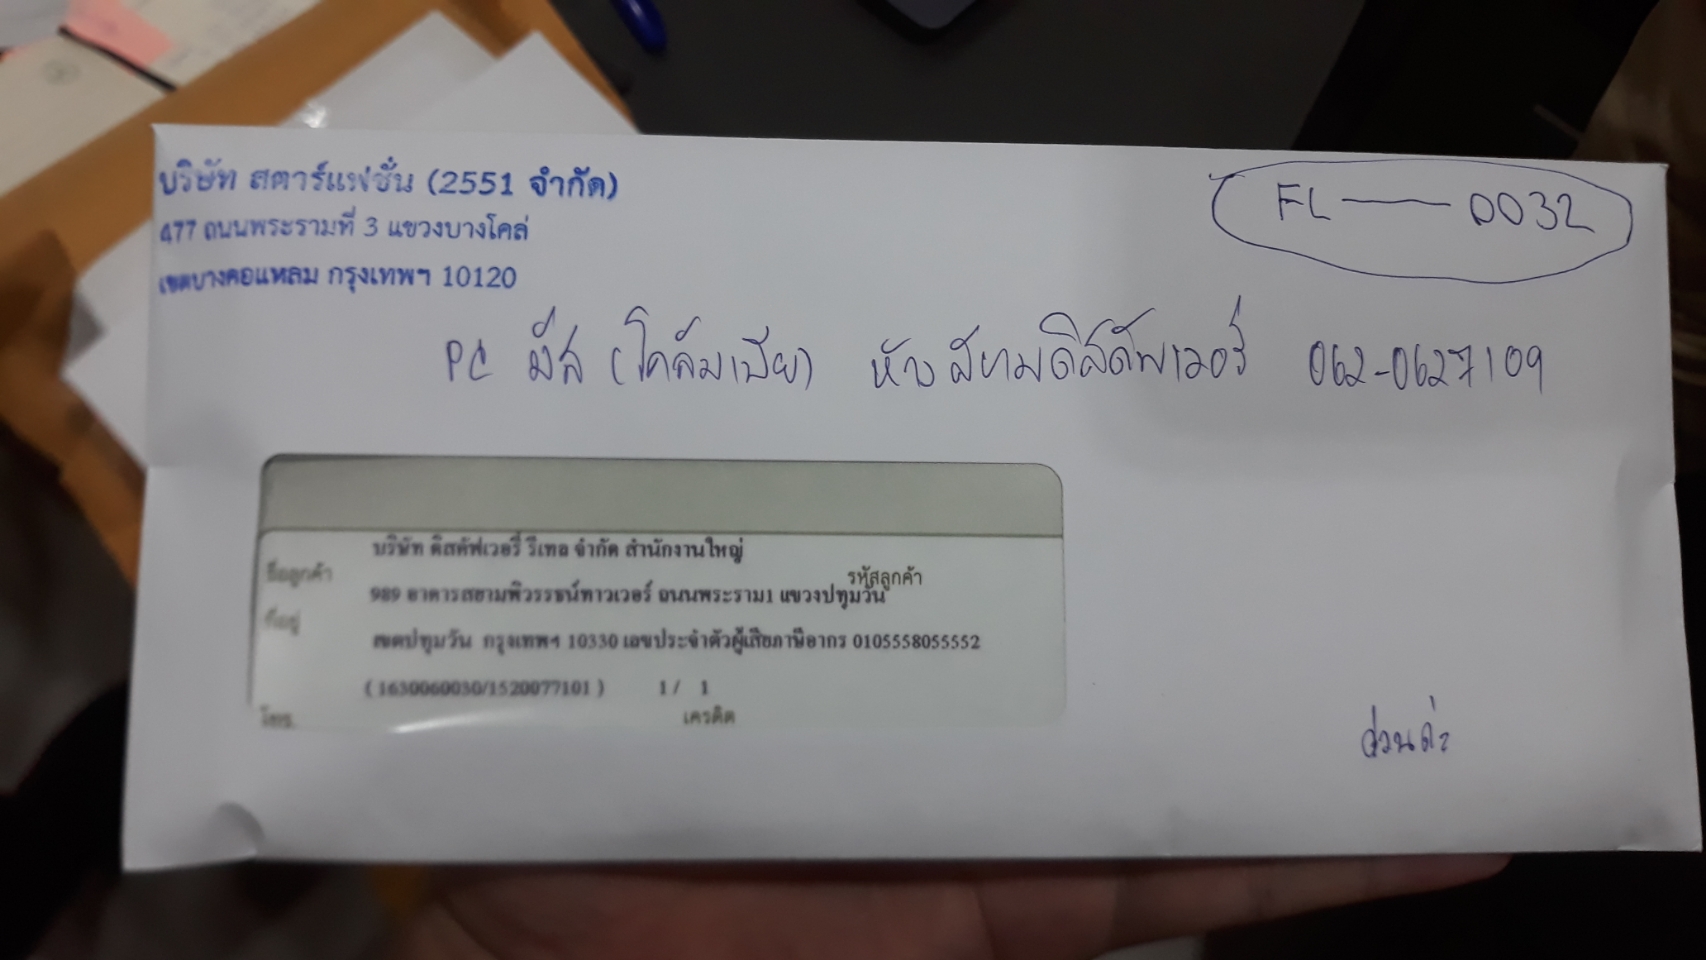 บริษัท สตาร์แฟชั่น (2551 จำกัด)
477 ถนนพระรามที่ 3 แขวงบางโคล่
เขตบางคอแหลม กรุงเทพฯ 10120
FL — 0032
PC มัส (โคลัมเบีย) ห้างสยามดิสคัฟเวอรี่ 062-0627109
บริษัท ดิสคัฟเวอรี่ รีเทล จำกัด สำนักงานใหญ่
ชื่อลูกค้า
รหัสลูกค้า
989 อาคารสยามพิวรรธน์ทาวเวอร์ ถนนพระราม1 แขวงปทุมวัน
ที่อยู่
เขตปทุมวัน กรุงเทพฯ 10330 เลขประจำตัวผู้เสียภาษีอากร 0105558055552
(1630060030/1520077101) 1/ 1
โทร.
เครดิต
ด่วนค่ะ